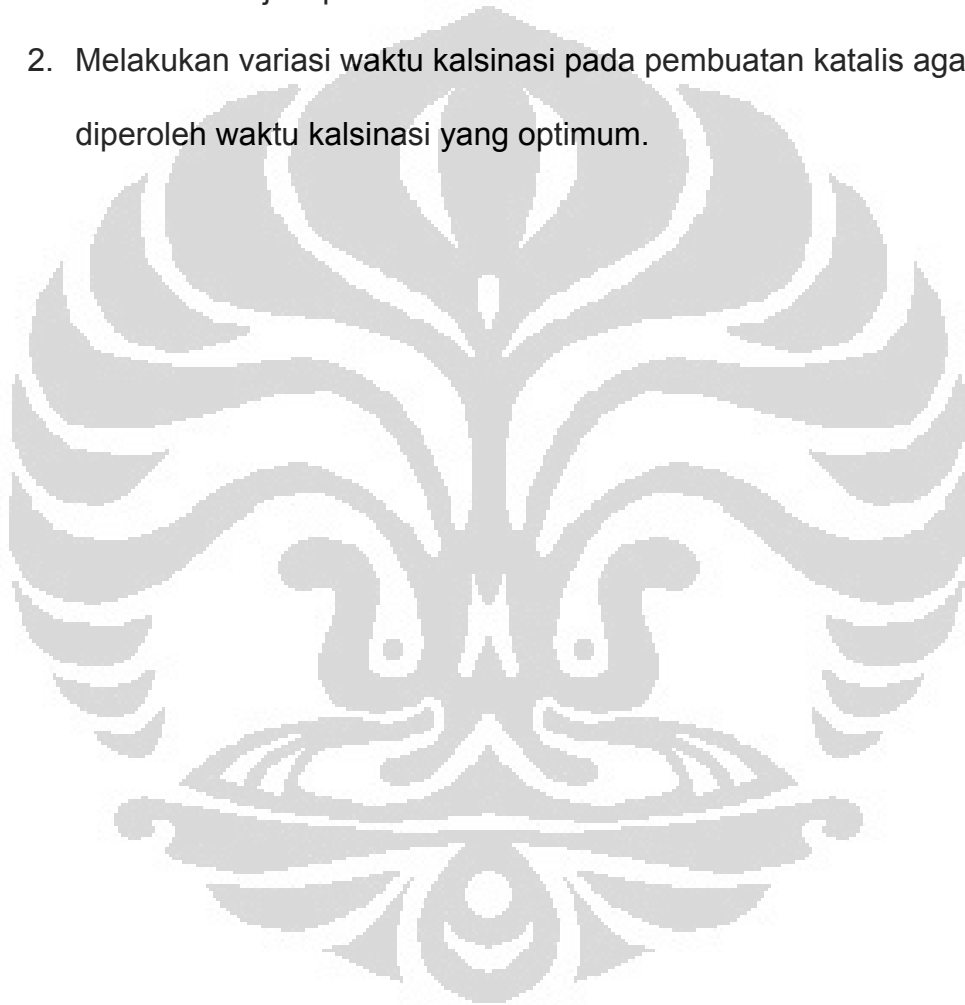 2. Melakukan variasi waktu kalsinasi pada pembuatan katalis aga
diperoleh waktu kalsinasi yang optimum.